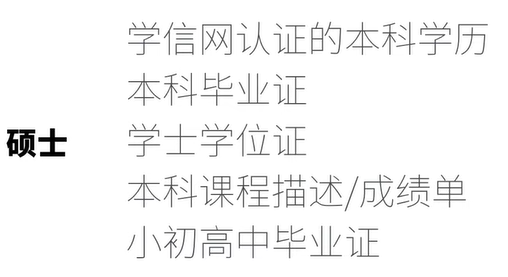 学信网认证的本科学历
本科毕业证
硕士
学士学位证
本科课程描述/成绩单
小初高中毕业证